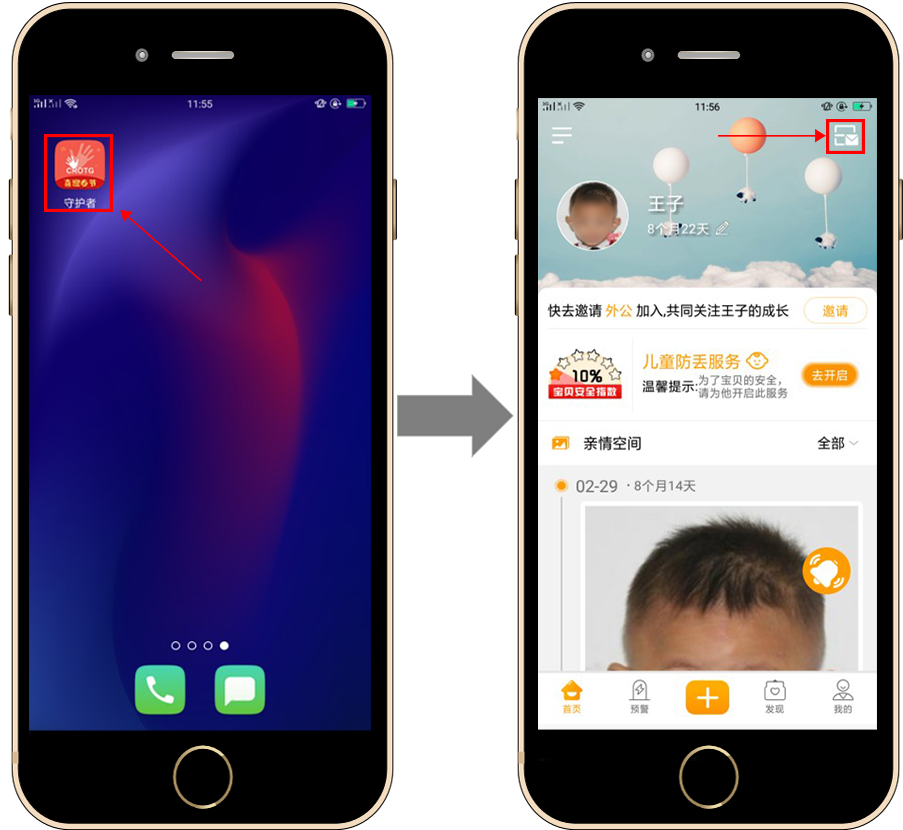 11:55
CROTG
喜迎春节
守护者
11:56
王子
8个月22天
快去邀请 外公 加入,共同关注王子的成长
邀请
10%
宝贝安全指数
儿童防丢服务
温馨提示:为了宝贝的安全，
请为他开启此服务
去开启
亲情空间
全部
02-29 · 8个月14天
首页
预警
发现
我的